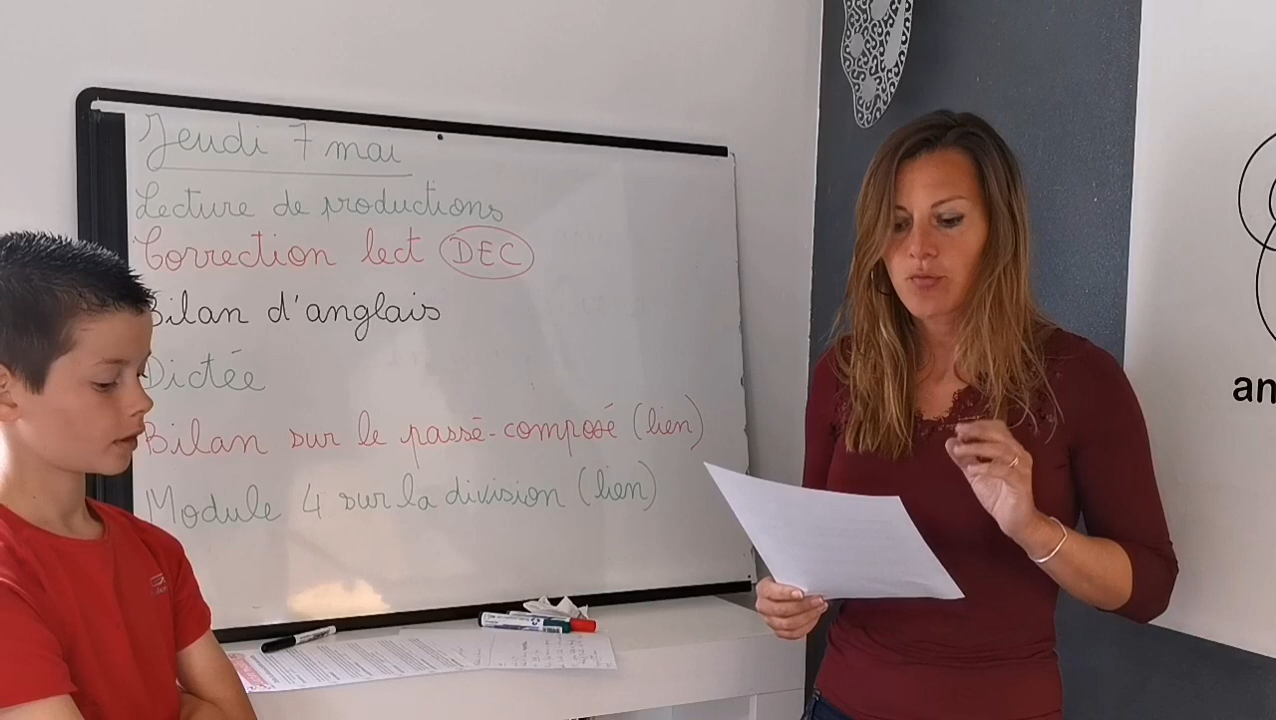 Jeudi 7 mai
Lecture de productions
Correction lect DEC
Bilan d'anglais
Dictée
Bilan sur le passé-composé (lien)
Module 4 sur la division (lien)
an